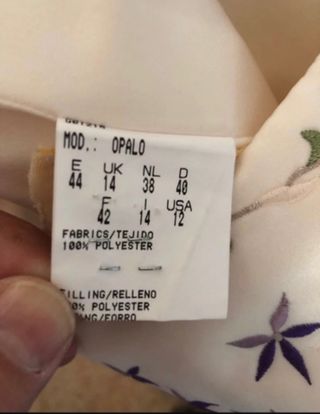 MOD.: OPALO
E UK NL D
44 14 38 40
F I USA
42 14 12
FABRICS/TEJIDO
100% POLYESTER
FILLING/RELLENO
POLYESTER
/FORRO